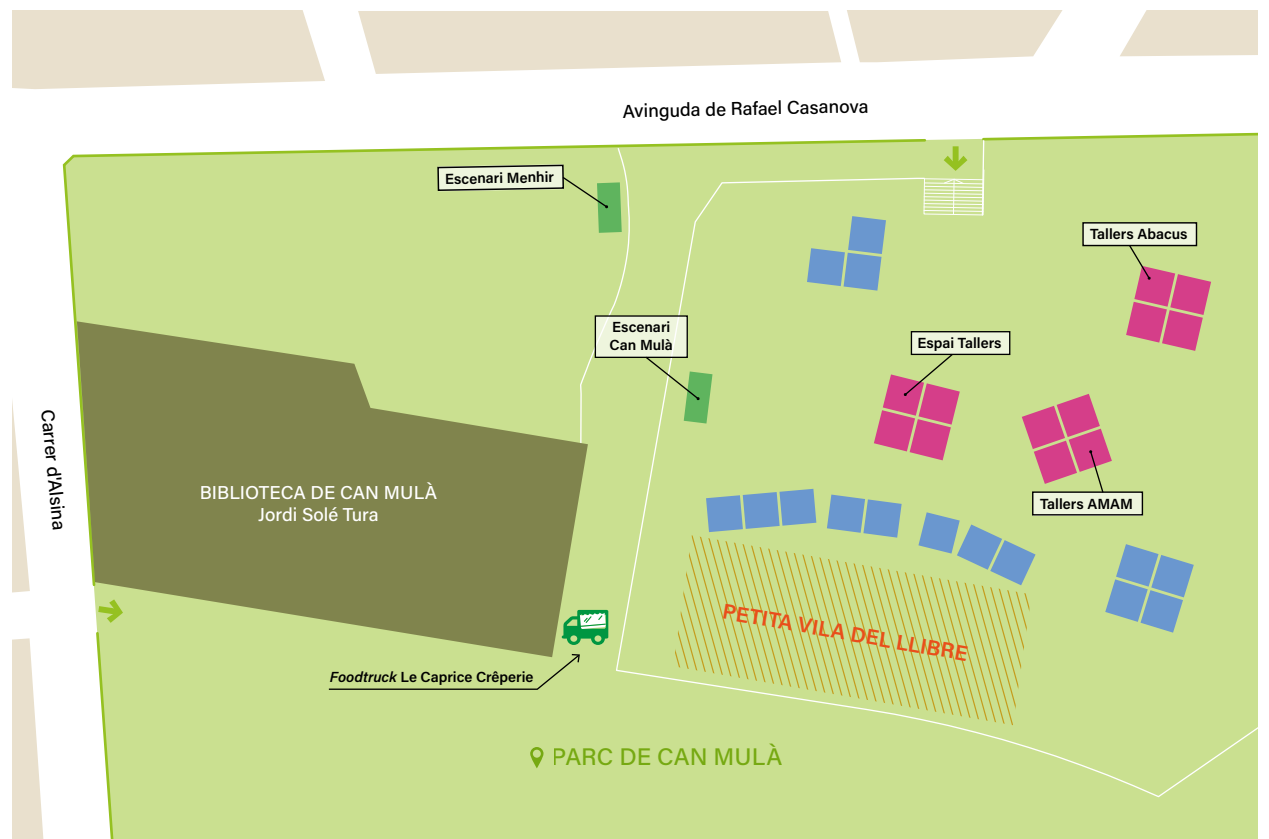 Avinguda de Rafael Casanova
Escenari Menhir
Tallers Abacus
Escenari
Can Mulà
Espai Tallers
Carrer d'Alsina
BIBLIOTECA DE CAN MULÀ
Jordi Solé Tura
Tallers AMAM
PETITA VILA DEL LLIBRE
Foodtruck Le Caprice Crêperie
PARC DE CAN MULÀ